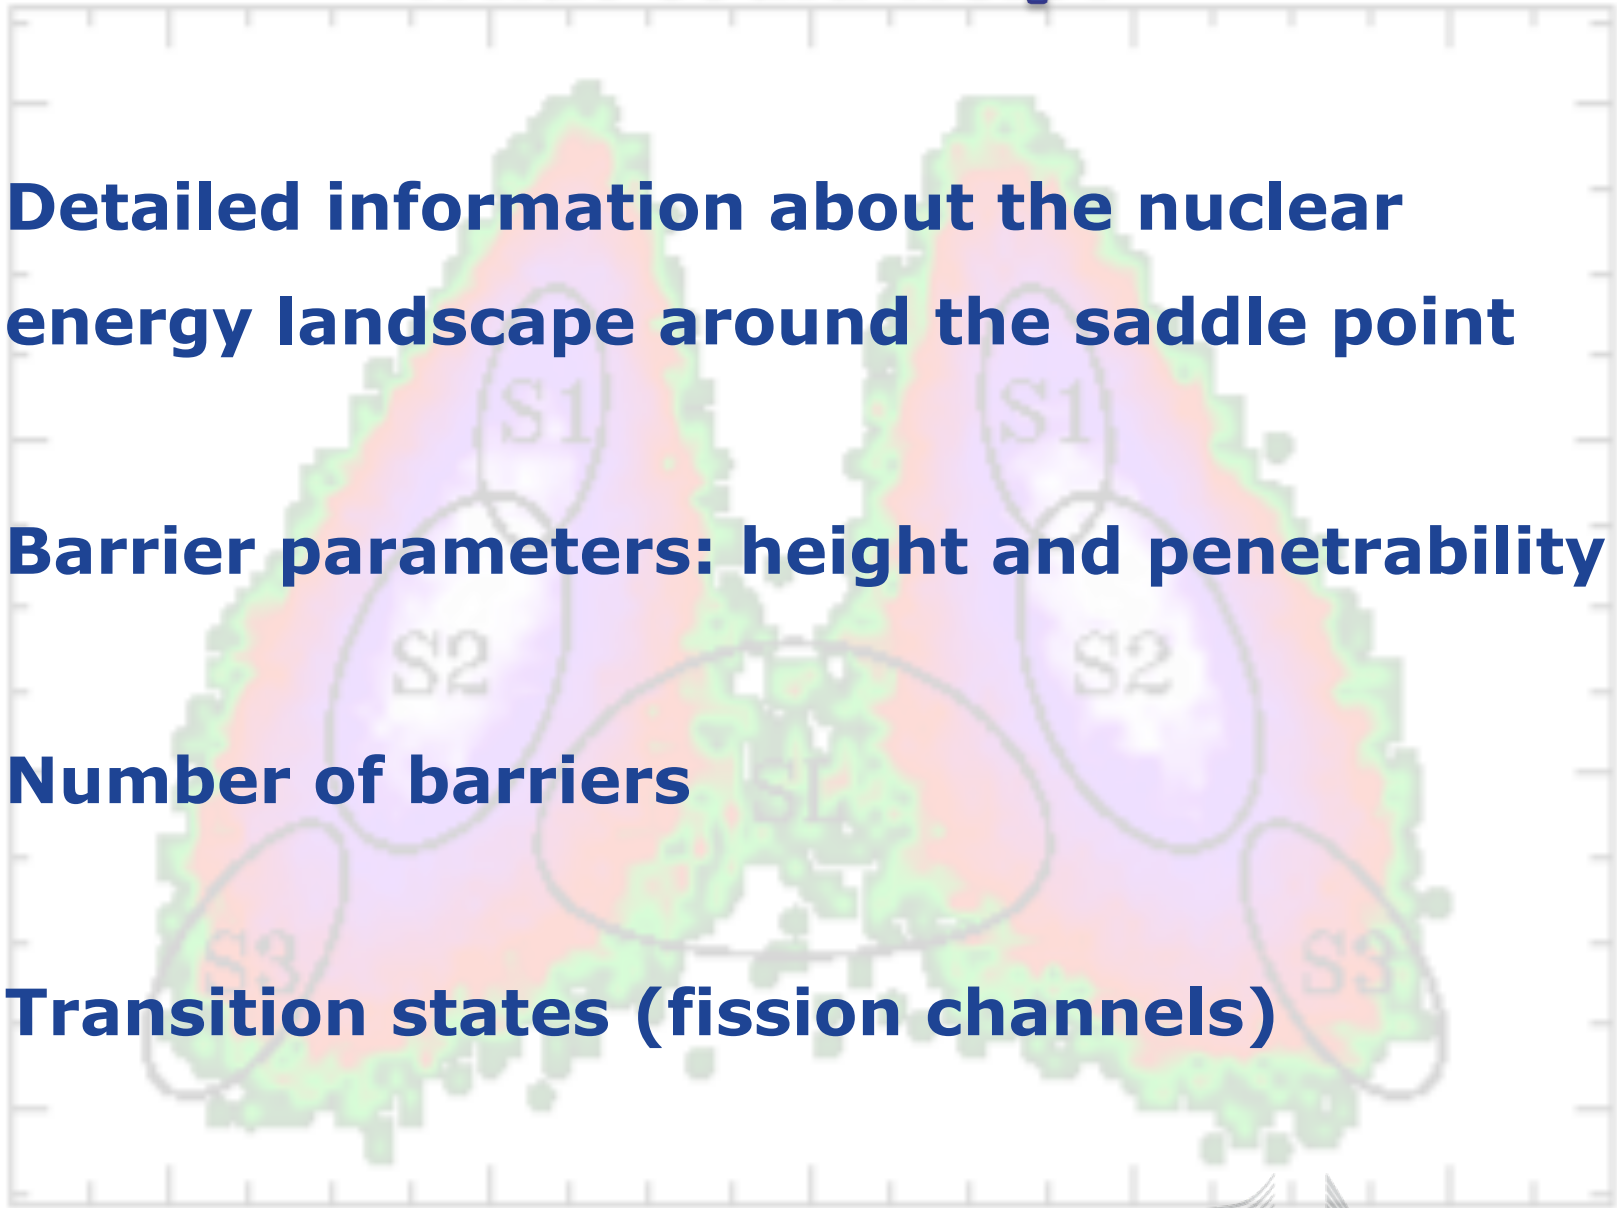 Detailed information about the nuclear
energy landscape around the saddle point
S1 S1
Barrier parameters: height and penetrability
S2 S2
Number of barriers
SL
S3 S3
Transition states (fission channels)